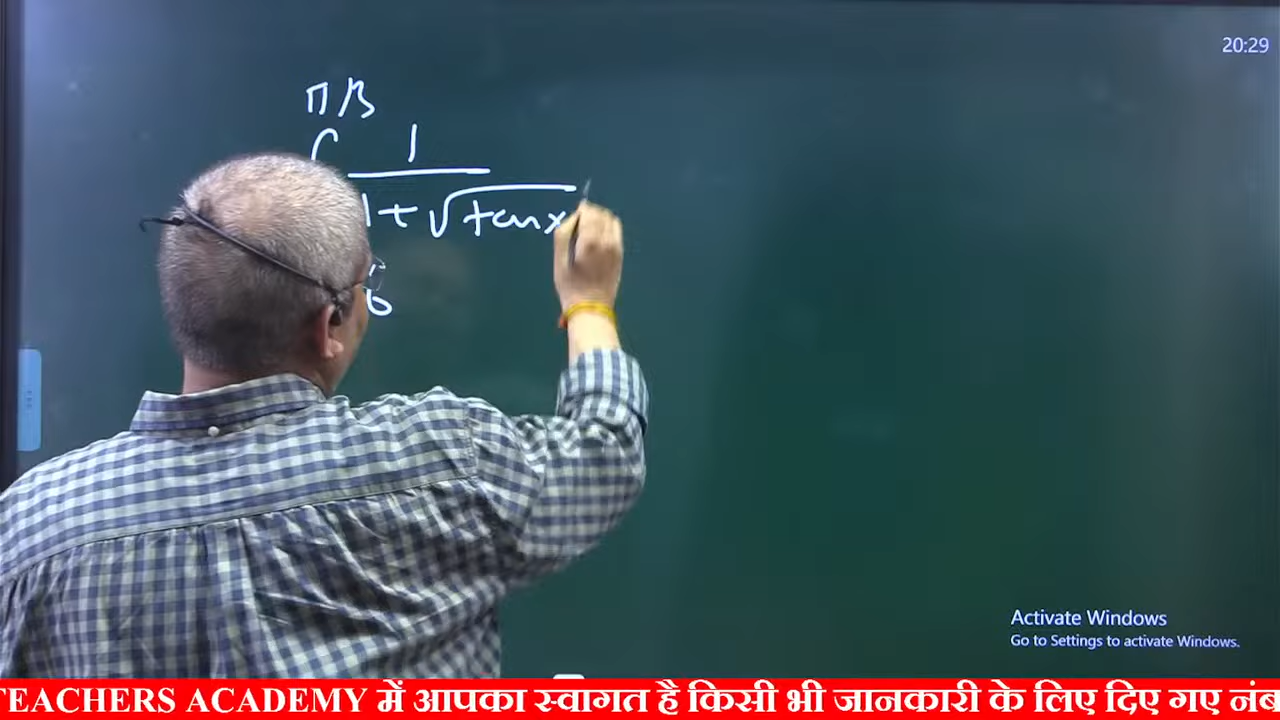 20:29
π/3
∫ 1
1+√tanx
6
Activate Windows
Go to Settings to activate Windows.
TEACHERS ACADEMY में आपका स्वागत है किसी भी जानकारी के लिए दिए गए नंब